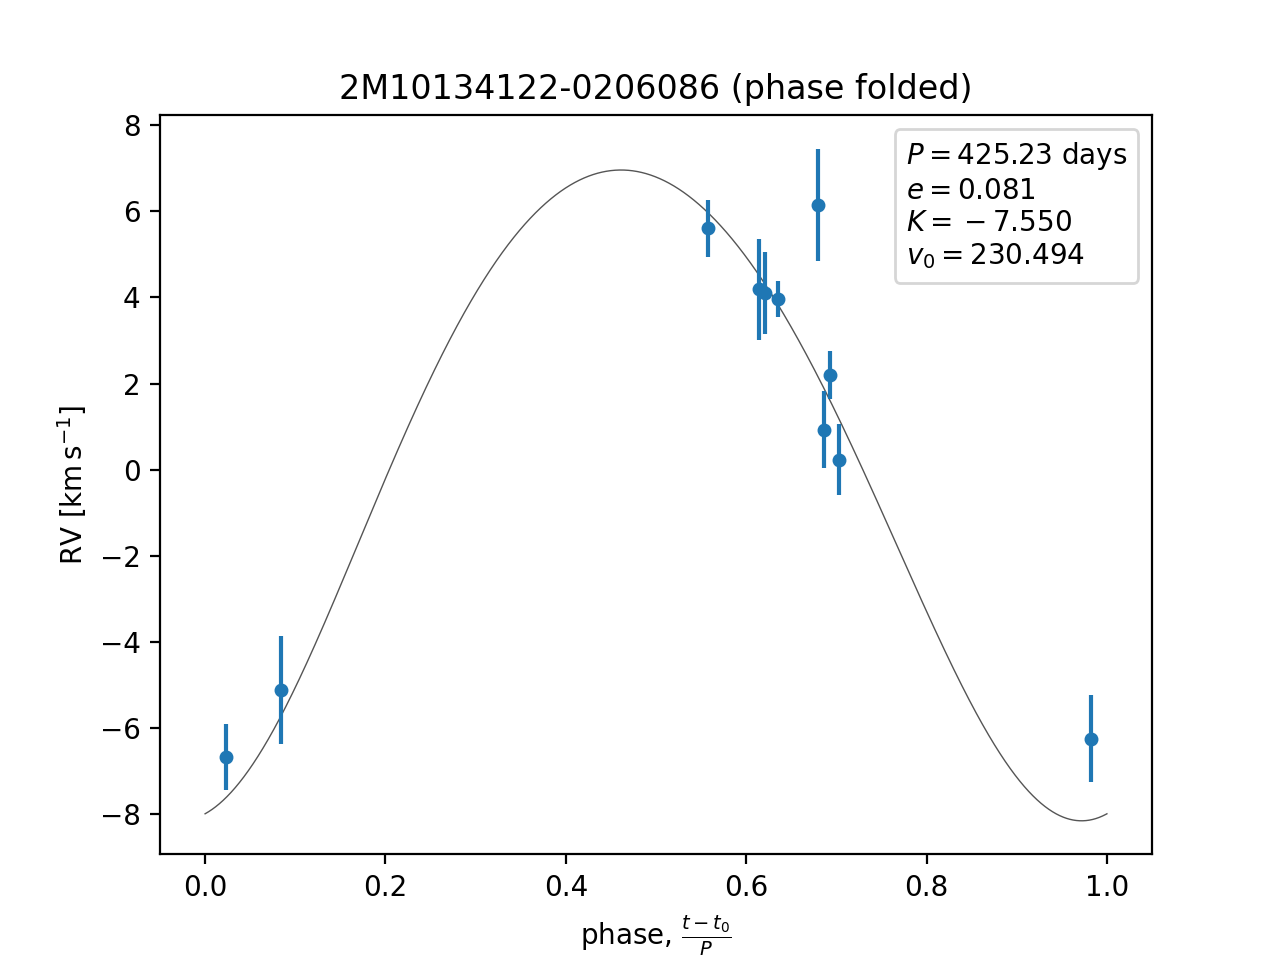 2M10134122-0206086 (phase folded)
P = 425.23 days
e = 0.081
K = −7.550
v₀ = 230.494
RV [km s⁻¹]
8
6
4
2
0
−2
−4
−6
−8
0.0 0.2 0.4 0.6 0.8 1.0
phase, (t − t₀)/P